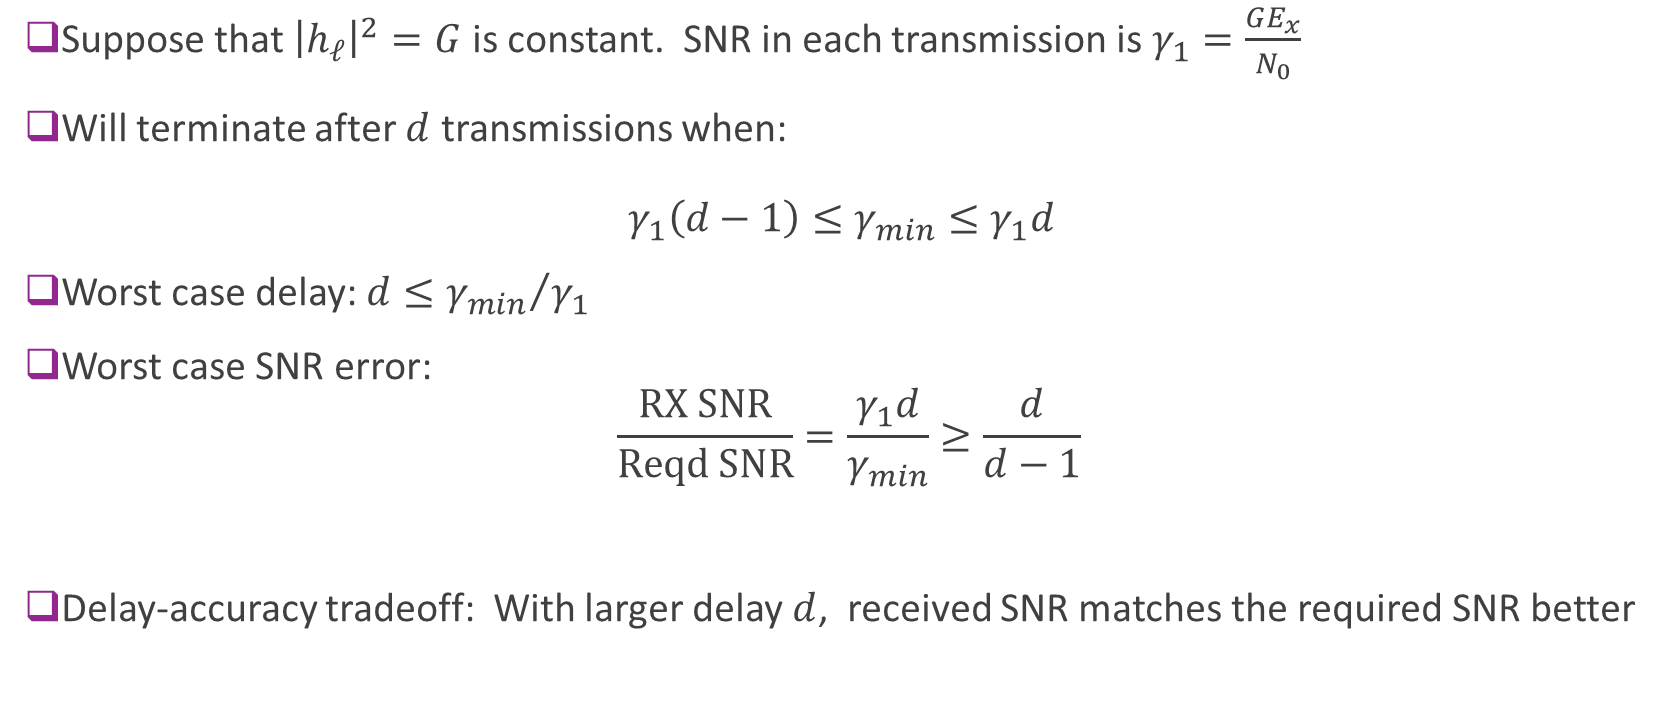 ❑Suppose that |h_ℓ|² = G is constant.  SNR in each transmission is γ₁ = GEₓ/N₀
❑Will terminate after d transmissions when:
γ₁(d − 1) ≤ γ_min ≤ γ₁d
❑Worst case delay: d ≤ γ_min/γ₁
❑Worst case SNR error:
RX SNR/Reqd SNR = γ₁d/γ_min ≥ d/(d − 1)
❑Delay-accuracy tradeoff:  With larger delay d,  received SNR matches the required SNR better